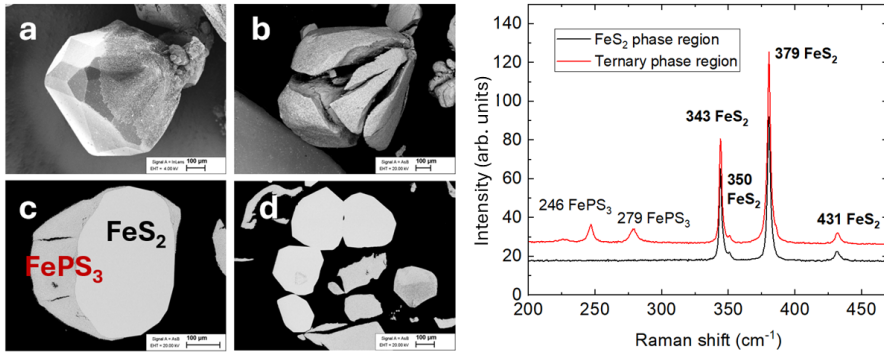 a
Signal A = InLens
EHT = 4.00 kV
100 µm
b
Signal A = AsB
EHT = 20.00 kV
100 µm
c
FeS2
FePS3
Signal A = AsB
EHT = 20.00 kV
100 µm
d
Signal A = AsB
EHT = 20.00 kV
100 µm
Intensity (arb. units)
140
120
100
80
60
40
20
0
FeS2 phase region
Ternary phase region
379 FeS2
343 FeS2
350
FeS2
246 FePS3
279 FePS3
431 FeS2
200 250 300 350 400 450
Raman shift (cm-1)